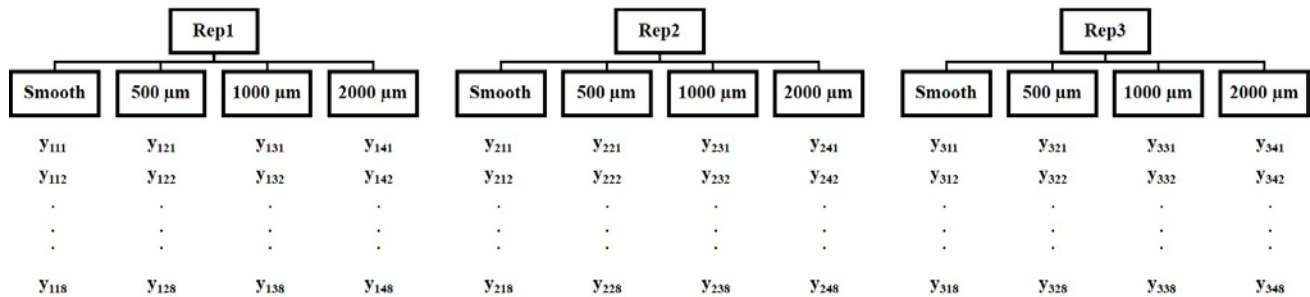 Rep1 Rep2 Rep3
Smooth 500 µm 1000 µm 2000 µm Smooth 500 µm 1000 µm 2000 µm Smooth 500 µm 1000 µm 2000 µm
y₁₁₁ y₁₂₁ y₁₃₁ y₁₄₁ y₂₁₁ y₂₂₁ y₂₃₁ y₂₄₁ y₃₁₁ y₃₂₁ y₃₃₁ y₃₄₁
y₁₁₂ y₁₂₂ y₁₃₂ y₁₄₂ y₂₁₂ y₂₂₂ y₂₃₂ y₂₄₂ y₃₁₂ y₃₂₂ y₃₃₂ y₃₄₂
. . . . . . . . . . . .
. . . . . . . . . . . .
. . . . . . . . . . . .
y₁₁₈ y₁₂₈ y₁₃₈ y₁₄₈ y₂₁₈ y₂₂₈ y₂₃₈ y₂₄₈ y₃₁₈ y₃₂₈ y₃₃₈ y₃₄₈